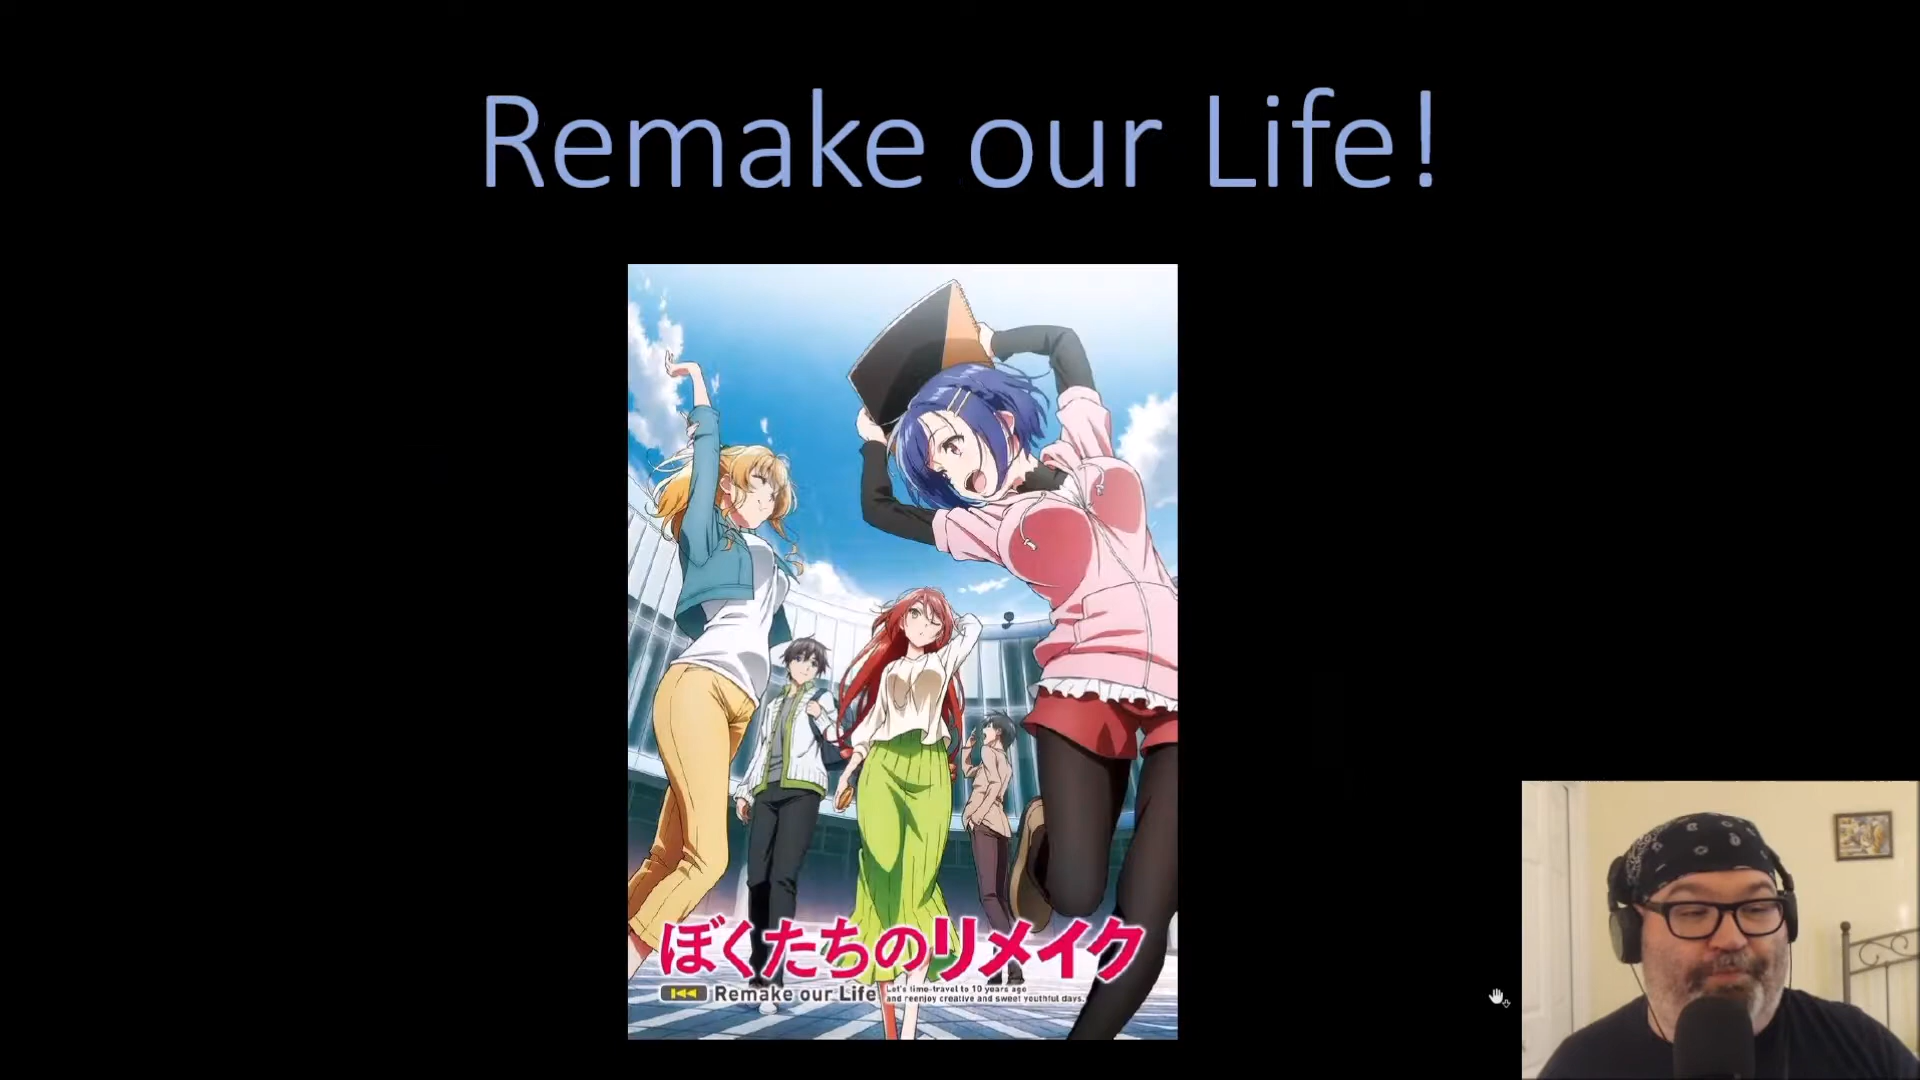 Remake our Life!
ぼくたちのリメイク
Remake our Life
Let's time-travel to 10 years ago
and reenjoy creative and sweet youthful days.